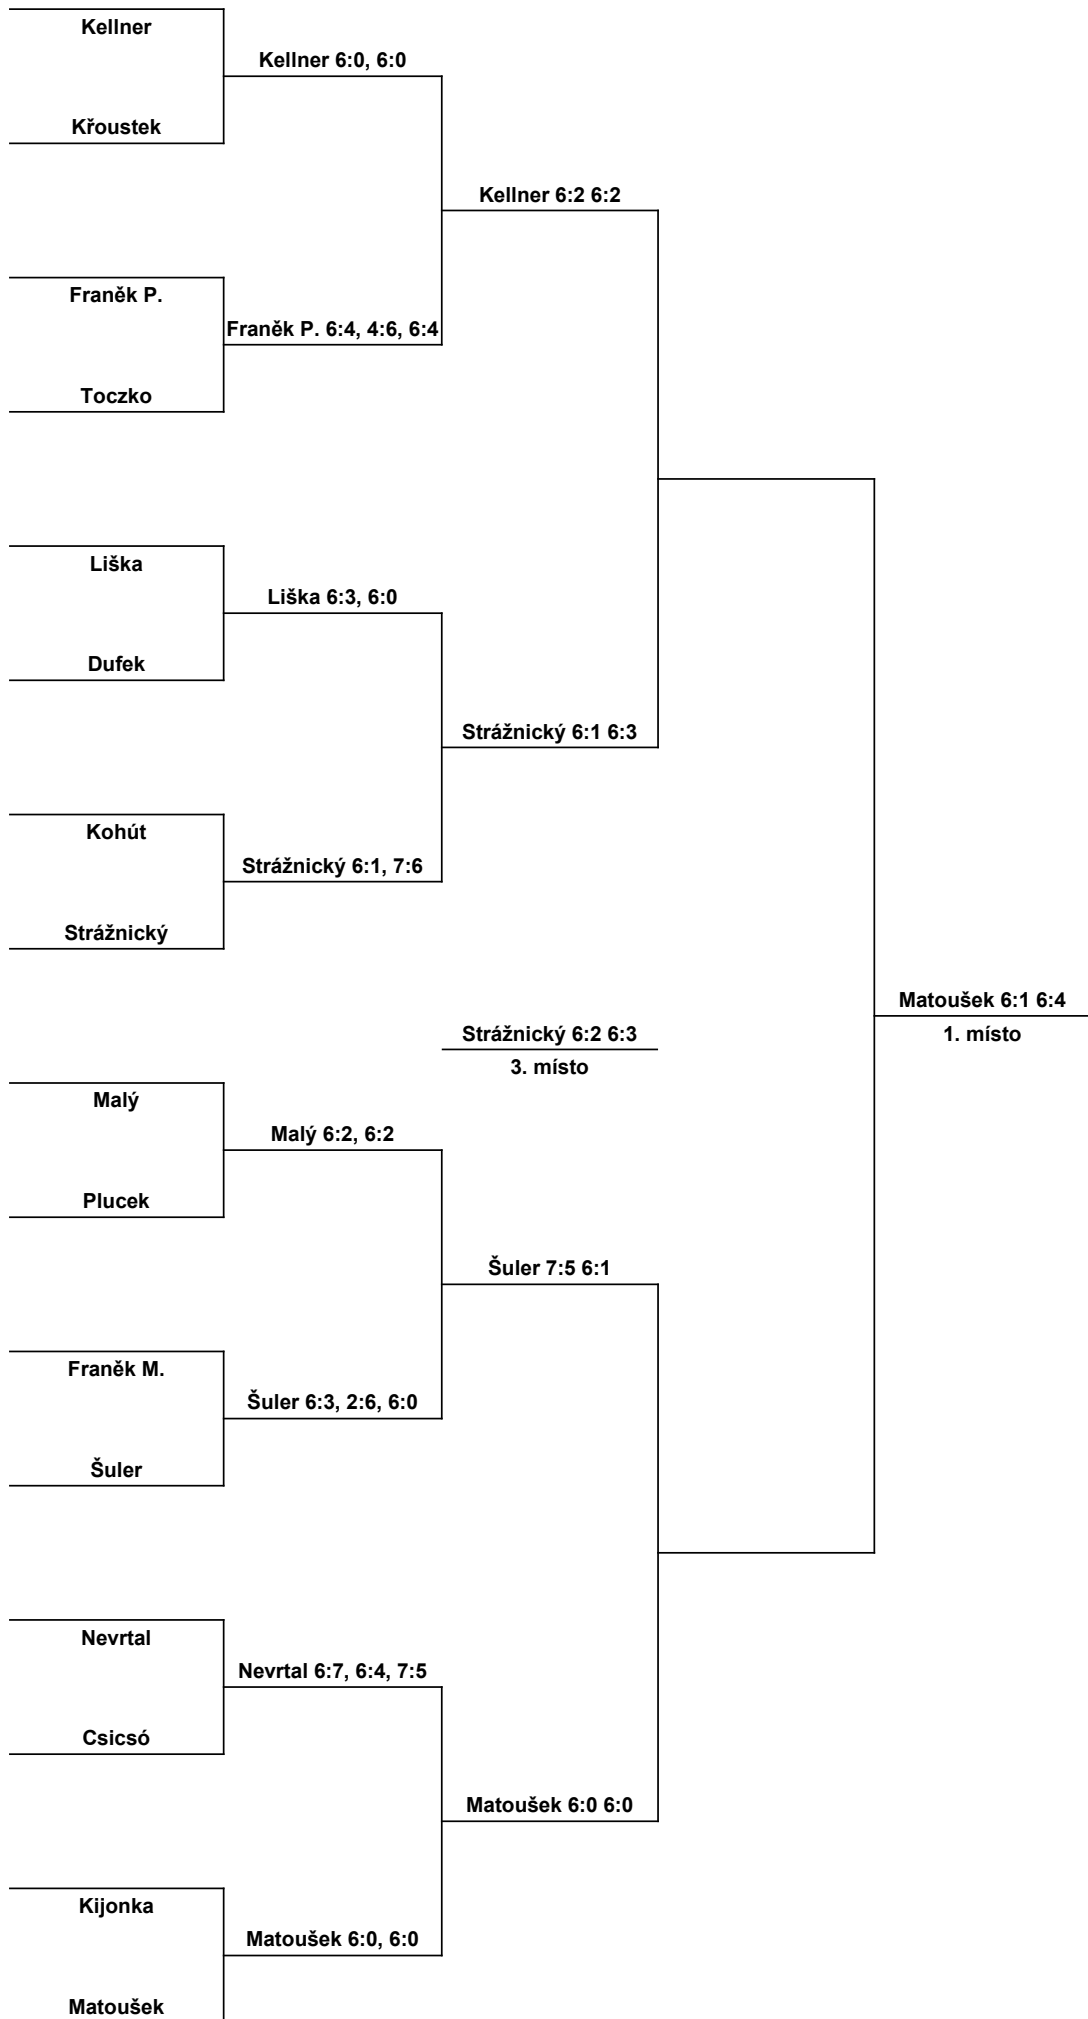 Kellner
Kellner 6:0, 6:0
Křoustek
Kellner 6:2 6:2
Franěk P.
Franěk P. 6:4, 4:6, 6:4
Toczko
Liška
Liška 6:3, 6:0
Dufek
Strážnický 6:1 6:3
Kohút
Strážnický 6:1, 7:6
Strážnický
Matoušek 6:1 6:4
1. místo
Strážnický 6:2 6:3
3. místo
Malý
Malý 6:2, 6:2
Plucek
Šuler 7:5 6:1
Franěk M.
Šuler 6:3, 2:6, 6:0
Šuler
Nevrtal
Nevrtal 6:7, 6:4, 7:5
Csicsó
Matoušek 6:0 6:0
Kijonka
Matoušek 6:0, 6:0
Matoušek